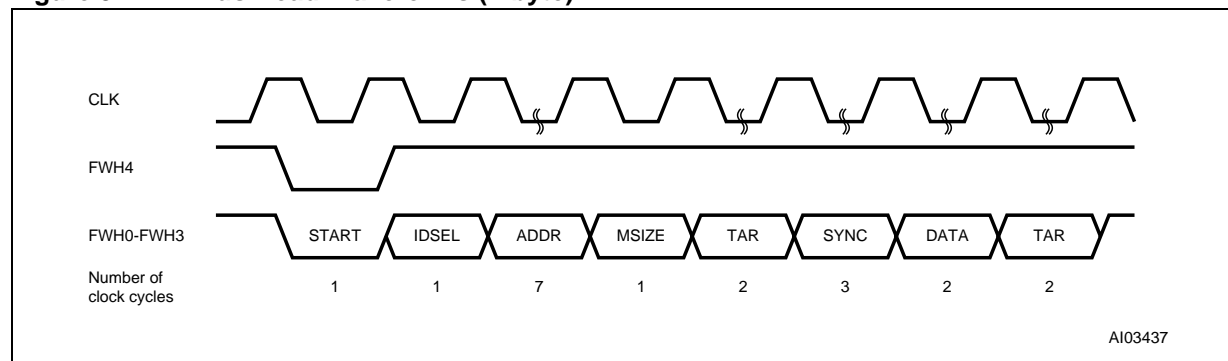 CLK
FWH4
FWH0-FWH3 START IDSEL ADDR MSIZE TAR SYNC DATA TAR
Number of
clock cycles 1 1 7 1 2 3 2 2
AI03437